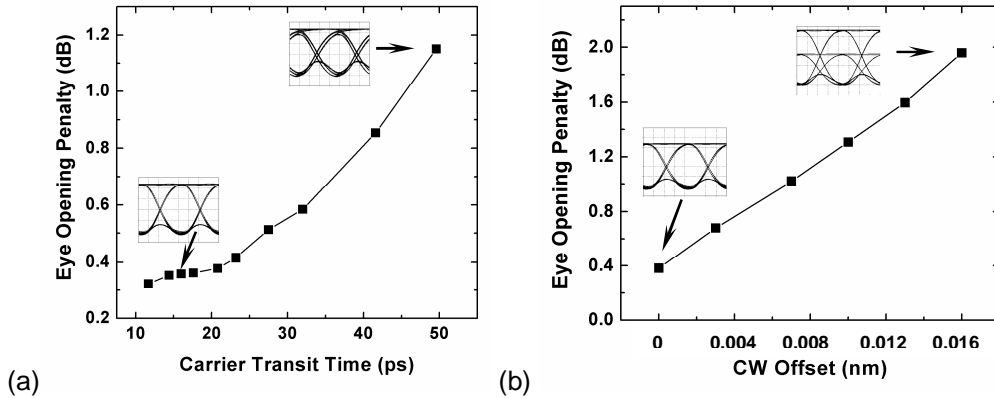 Eye Opening Penalty (dB)
1.2
1.0
0.8
0.6
0.4
0.2
10 20 30 40 50
Carrier Transit Time (ps)
(a)
Eye Opening Penalty (dB)
2.0
1.6
1.2
0.8
0.4
0.0
0 0.004 0.008 0.012 0.016
CW Offset (nm)
(b)